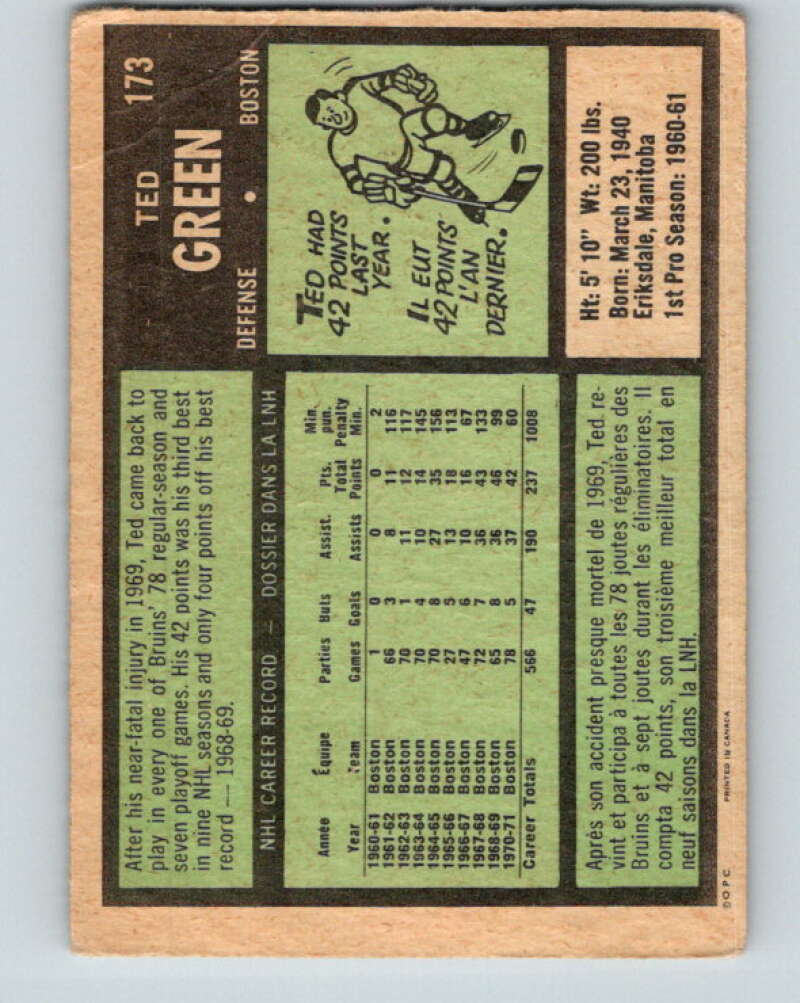 TED 173
GREEN
DEFENSE • BOSTON
After his near-fatal injury in 1969, Ted came back to
play in every one of Bruins' 78 regular-season and
seven playoff games. His 42 points was his third best
in nine NHL seasons and only four points off his best
record — 1968-69.
TED HAD
42 POINTS
LAST
YEAR.
IL EUT
42 POINTS
L'AN
DERNIER.
NHL CAREER RECORD — DOSSIER DANS LA LNH
Min.
Pts. pun.
Année Équipe Parties Buts Assist. Total Penalty
Year Team Games Goals Assists Points Min.
1960-61 Boston 1 0 0 0 2
1961-62 Boston 66 3 8 11 116
1962-63 Boston 70 1 11 12 117
1963-64 Boston 70 4 10 14 145
1964-65 Boston 70 8 27 35 156
1965-66 Boston 27 5 13 18 113
1966-67 Boston 47 6 10 16 67
1967-68 Boston 72 7 36 43 133
1968-69 Boston 65 8 36 46 99
1970-71 Boston 78 5 37 42 60
Career Totals 566 47 190 237 1008
Ht: 5' 10" Wt: 200 lbs.
Born: March 23, 1940
Eriksdale, Manitoba
1st Pro Season: 1960-61
Après son accident presque mortel de 1969, Ted re-
vint et participa à toutes les 78 joutes régulières des
Bruins et à sept joutes durant les éliminatoires. Il
compta 42 points, son troisième meilleur total en
neuf saisons dans la LNH.
O P C PRINTED IN CANADA